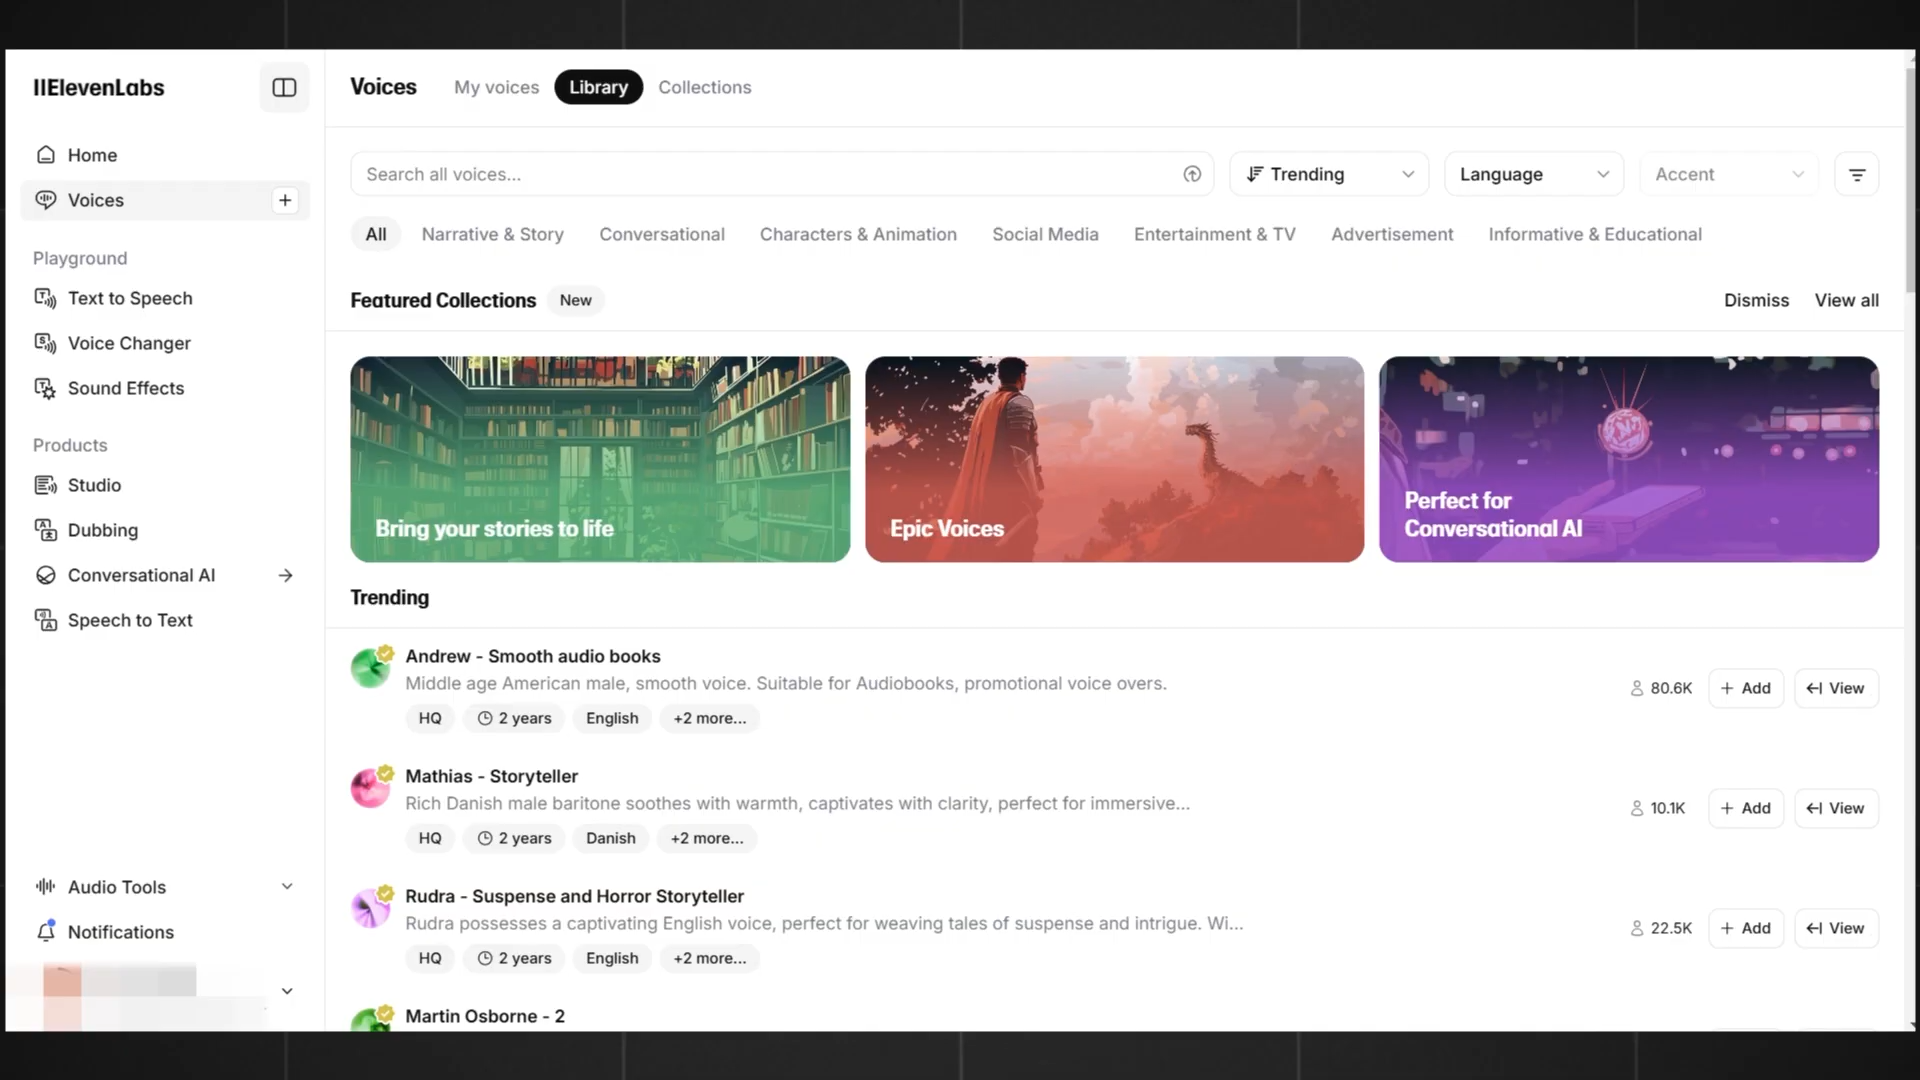 IIElevenLabs
Home
Voices
Playground
Text to Speech
Voice Changer
Sound Effects
Products
Studio
Dubbing
Conversational AI
Speech to Text
Audio Tools
Notifications
Voices My voices Library Collections
Search all voices... Trending Language Accent
All Narrative & Story Conversational Characters & Animation Social Media Entertainment & TV Advertisement Informative & Educational
Featured Collections New Dismiss View all
Bring your stories to life
Epic Voices
Perfect for
Conversational AI
Trending
Andrew - Smooth audio books
Middle age American male, smooth voice. Suitable for Audiobooks, promotional voice overs.
80.6K + Add View
HQ 2 years English +2 more...
Mathias - Storyteller
Rich Danish male baritone soothes with warmth, captivates with clarity, perfect for immersive...
10.1K + Add View
HQ 2 years Danish +2 more...
Rudra - Suspense and Horror Storyteller
Rudra possesses a captivating English voice, perfect for weaving tales of suspense and intrigue. Wi...
22.5K + Add View
HQ 2 years English +2 more...
Martin Osborne - 2